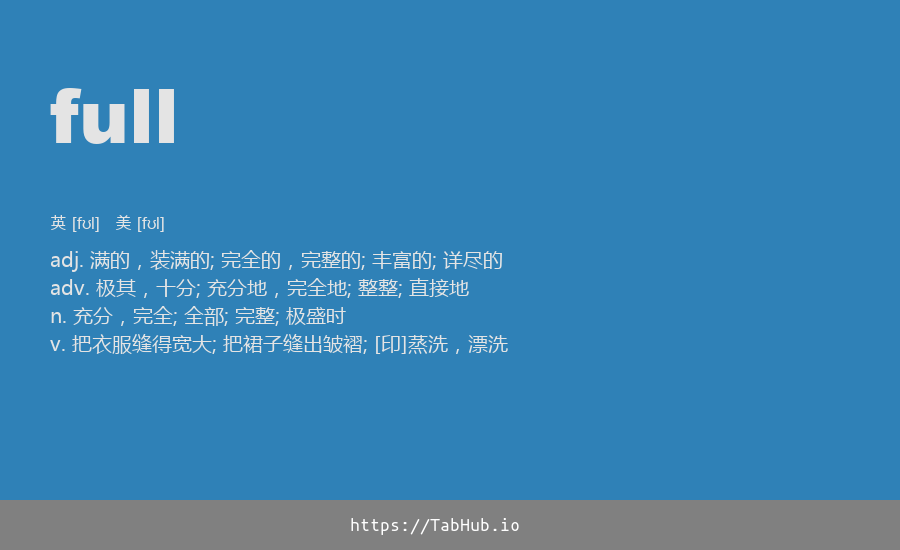 full
英 [fʊl] 美 [fʊl]
adj. 满的，装满的; 完全的，完整的; 丰富的; 详尽的
adv. 极其，十分; 充分地，完全地; 整整; 直接地
n. 充分，完全; 全部; 完整; 极盛时
v. 把衣服缝得宽大; 把裙子缝出皱褶; [印]蒸洗，漂洗
https://TabHub.io